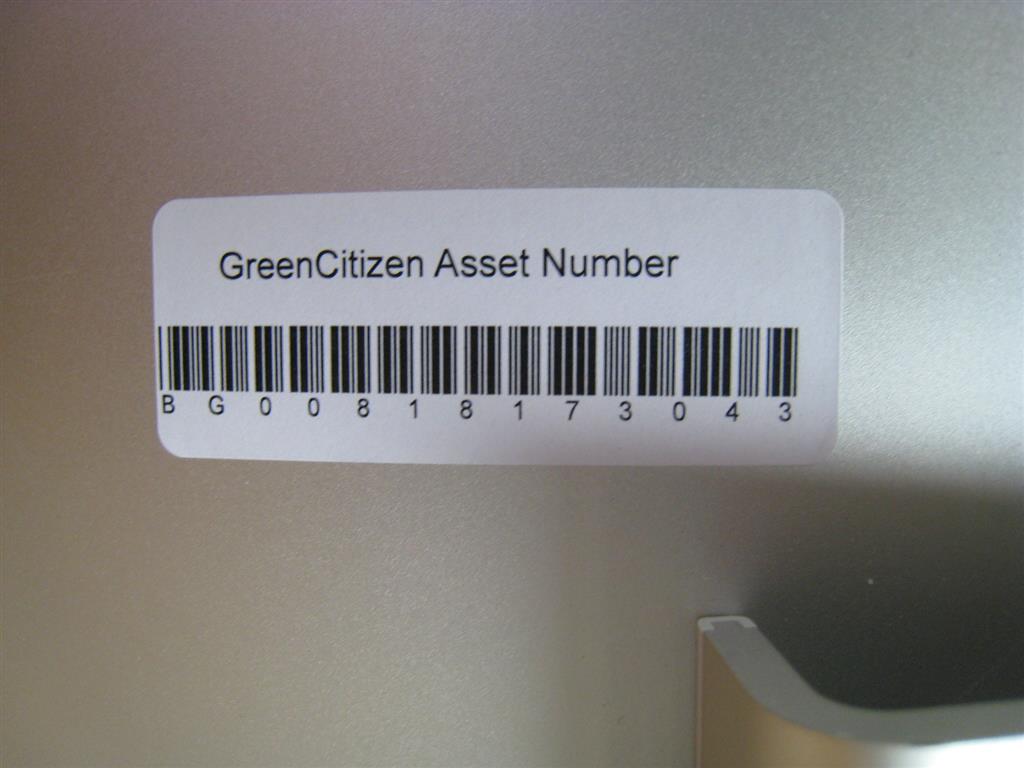 GreenCitizen Asset Number
B G 0 0 8 1 8 1 7 3 0 4 3